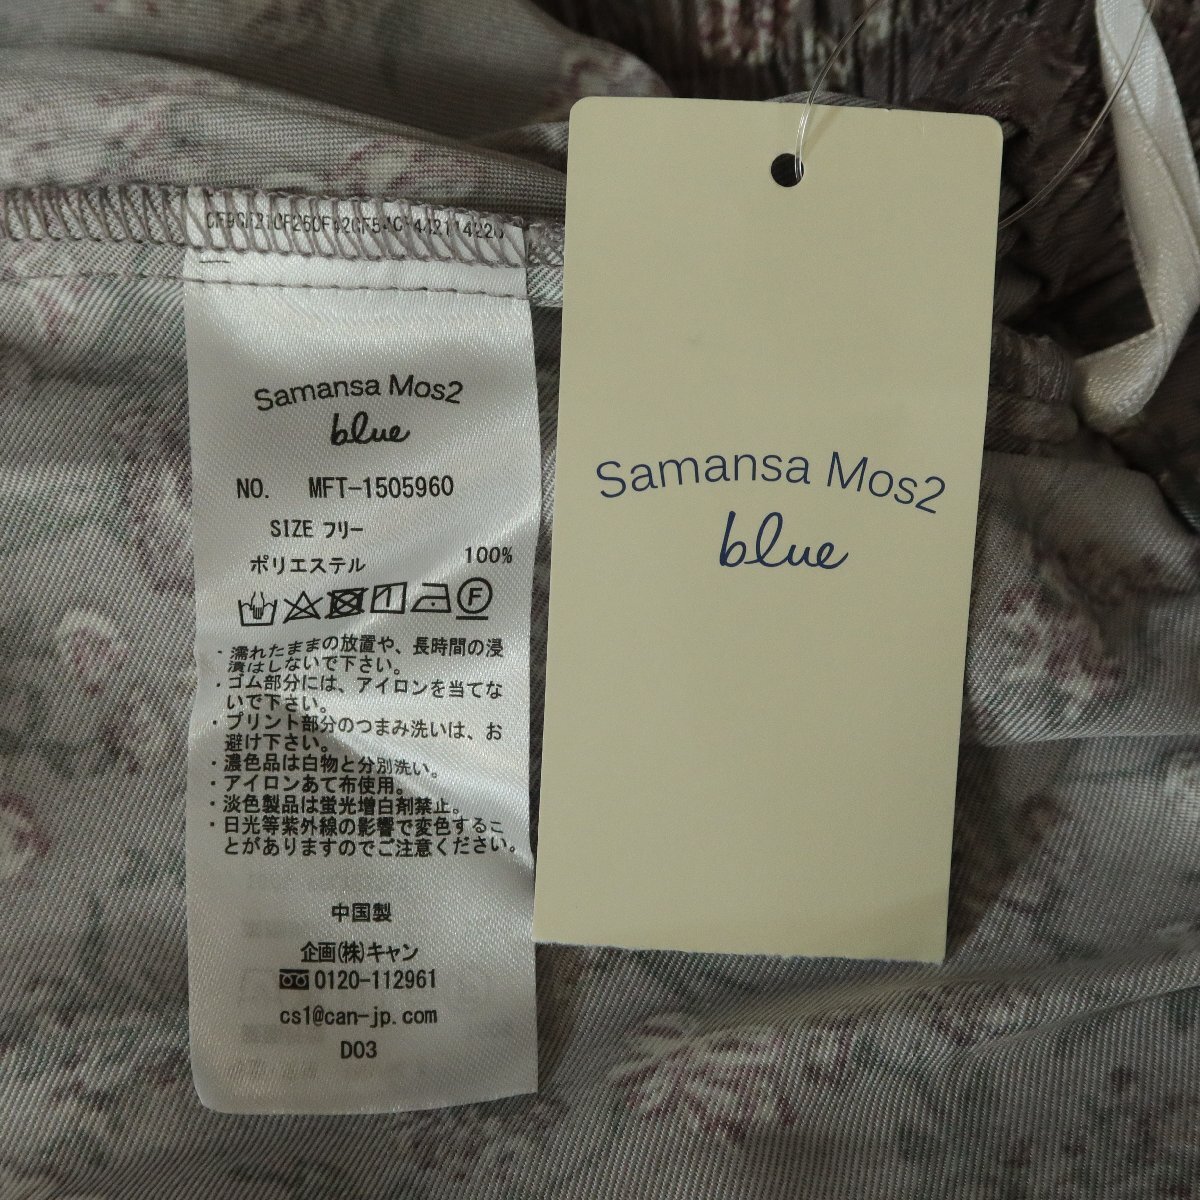 Samansa Mos2
blue
NO. MFT-1505960
SIZE フリー
ポリエステル 100%
F
・濡れたままの放置や、長時間の浸
漬はしないで下さい。
・ゴム部分には、アイロンを当てな
いで下さい。
・プリント部分のつまみ洗いは、お
避け下さい。
・濃色品は白物と分別洗い。
・アイロンあて布使用。
・淡色製品は蛍光増白剤禁止。
・日光等紫外線の影響で変色するこ
とがありますのでご注意ください。
中国製
企画(株)キャン
0120-112961
cs1@can-jp.com
D03
Samansa Mos2
blue